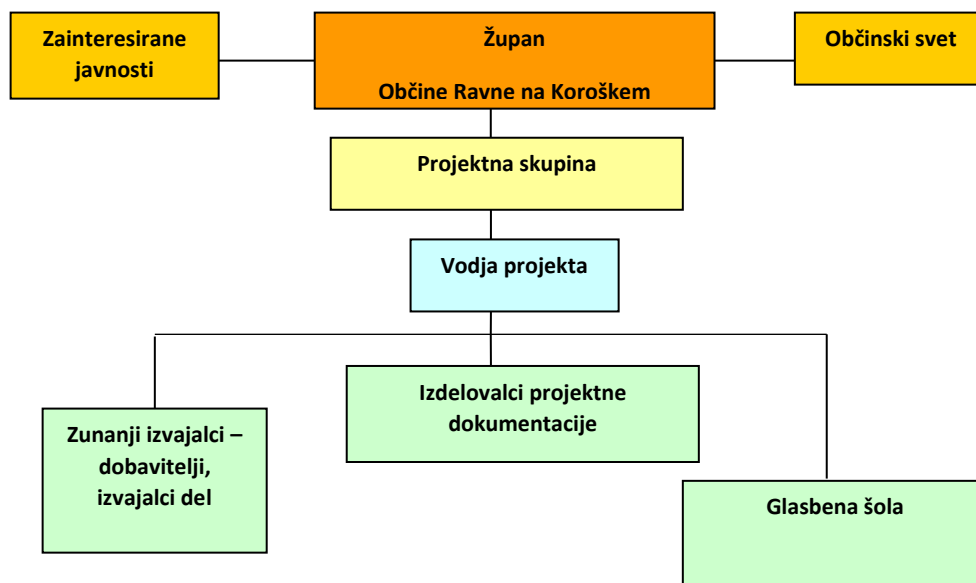 Zainteresirane
javnosti
Župan
Občine Ravne na Koroškem
Občinski svet
Projektna skupina
Vodja projekta
Zunanji izvajalci –
dobavitelji,
izvajalci del
Izdelovalci projektne
dokumentacije
Glasbena šola